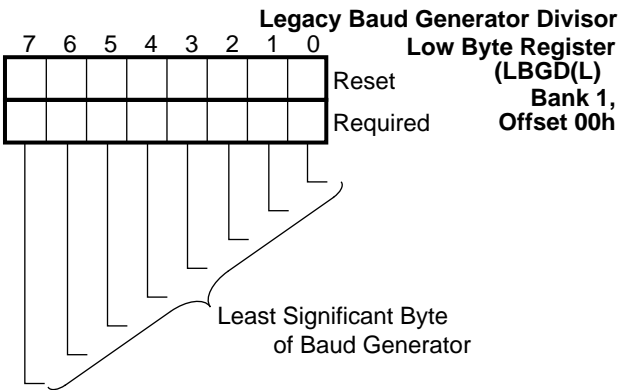 Legacy Baud Generator Divisor
7 6 5 4 3 2 1 0
Low Byte Register
(LBGD(L)
Reset
Bank 1,
Required
Offset 00h
Least Significant Byte
of Baud Generator